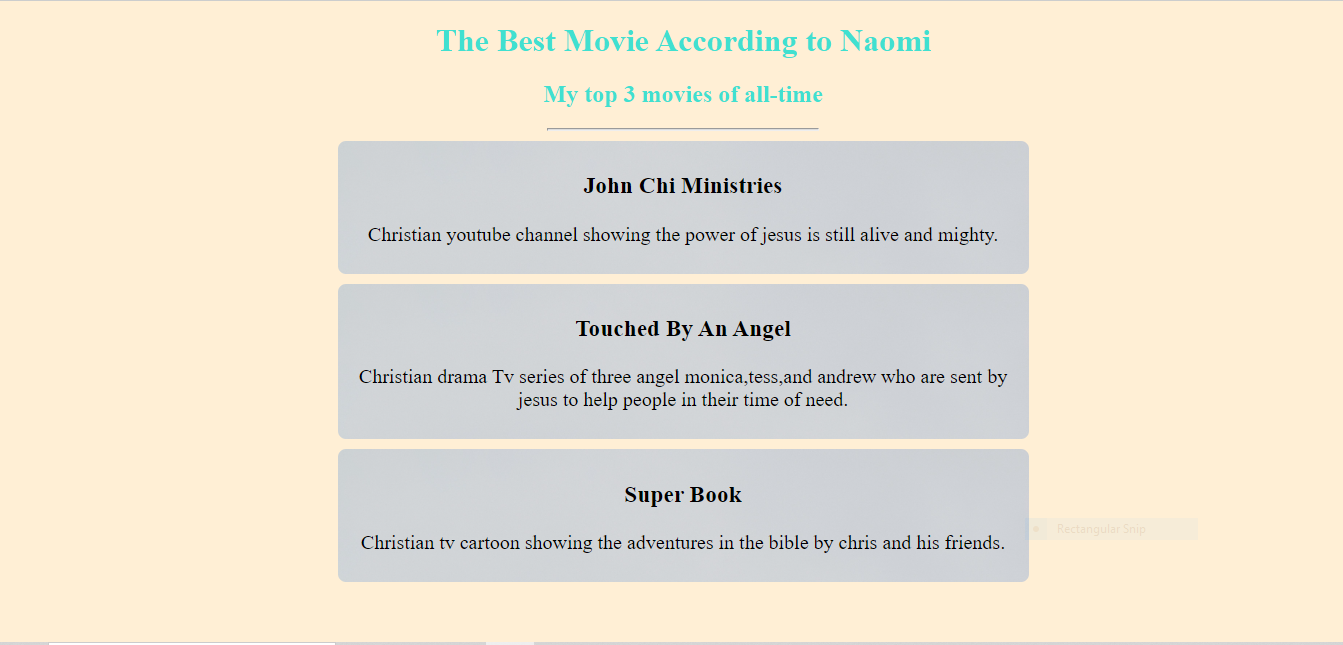 The Best Movie According to Naomi
My top 3 movies of all-time
John Chi Ministries
Christian youtube channel showing the power of jesus is still alive and mighty.
Touched By An Angel
Christian drama Tv series of three angel monica,tess,and andrew who are sent by
jesus to help people in their time of need.
Super Book
Rectangular Snip
Christian tv cartoon showing the adventures in the bible by chris and his friends.